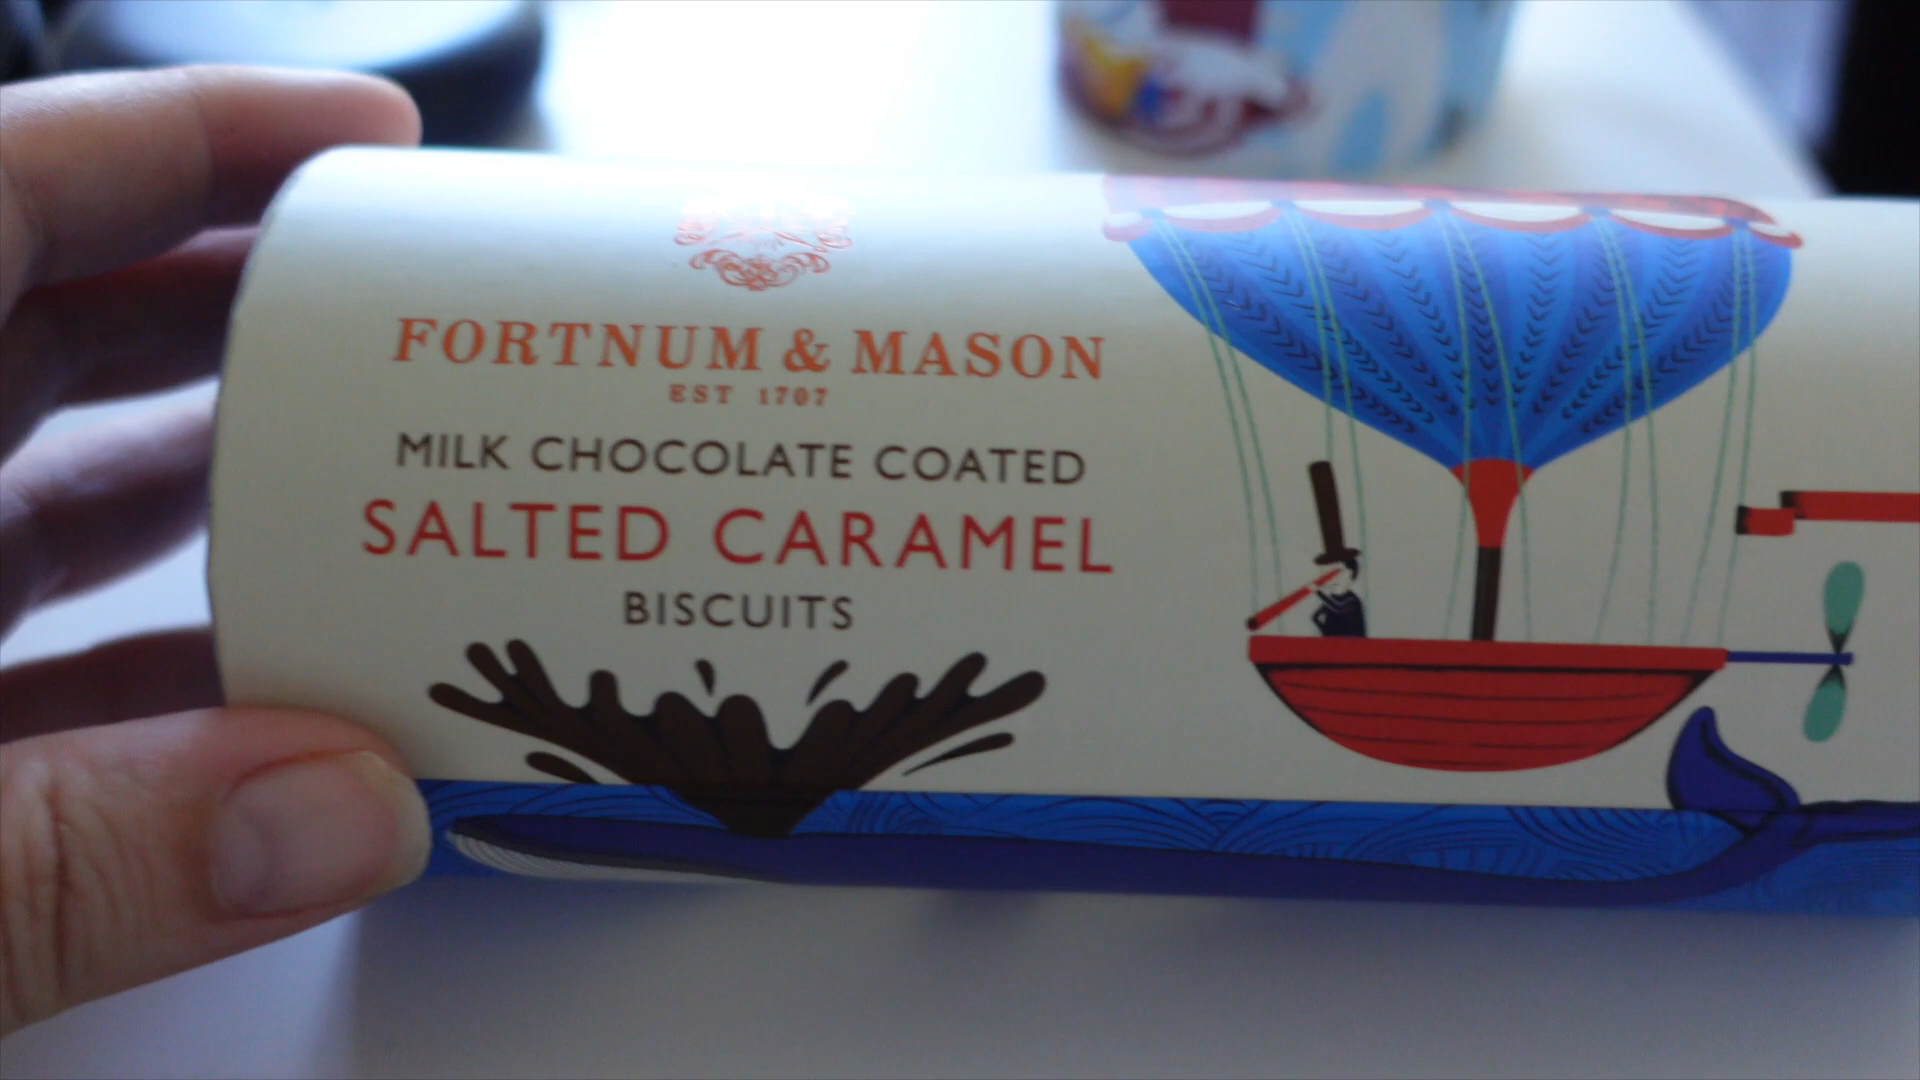 FORTNUM & MASON
EST 1707
MILK CHOCOLATE COATED
SALTED CARAMEL
BISCUITS